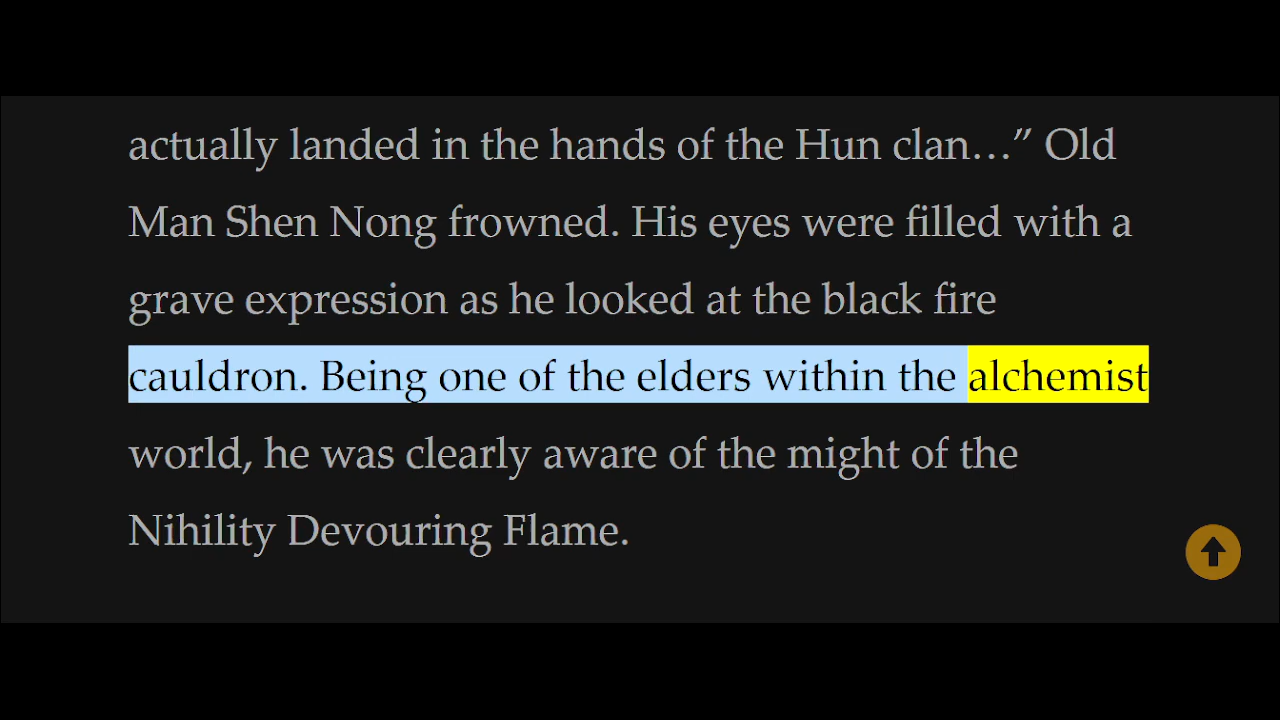 actually landed in the hands of the Hun clan…” Old
Man Shen Nong frowned. His eyes were filled with a
grave expression as he looked at the black fire
cauldron. Being one of the elders within the alchemist
world, he was clearly aware of the might of the
Nihility Devouring Flame.